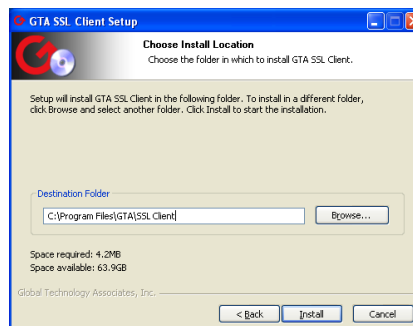 GTA SSL Client Setup
Choose Install Location
Choose the folder in which to install GTA SSL Client.
Setup will install GTA SSL Client in the following folder. To install in a different folder,
click Browse and select another folder. Click Install to start the installation.
Destination Folder
C:\Program Files\GTA\SSL Client
Browse...
Space required: 4.2MB
Space available: 63.9GB
Global Technology Associates, Inc.
< Back
Install
Cancel